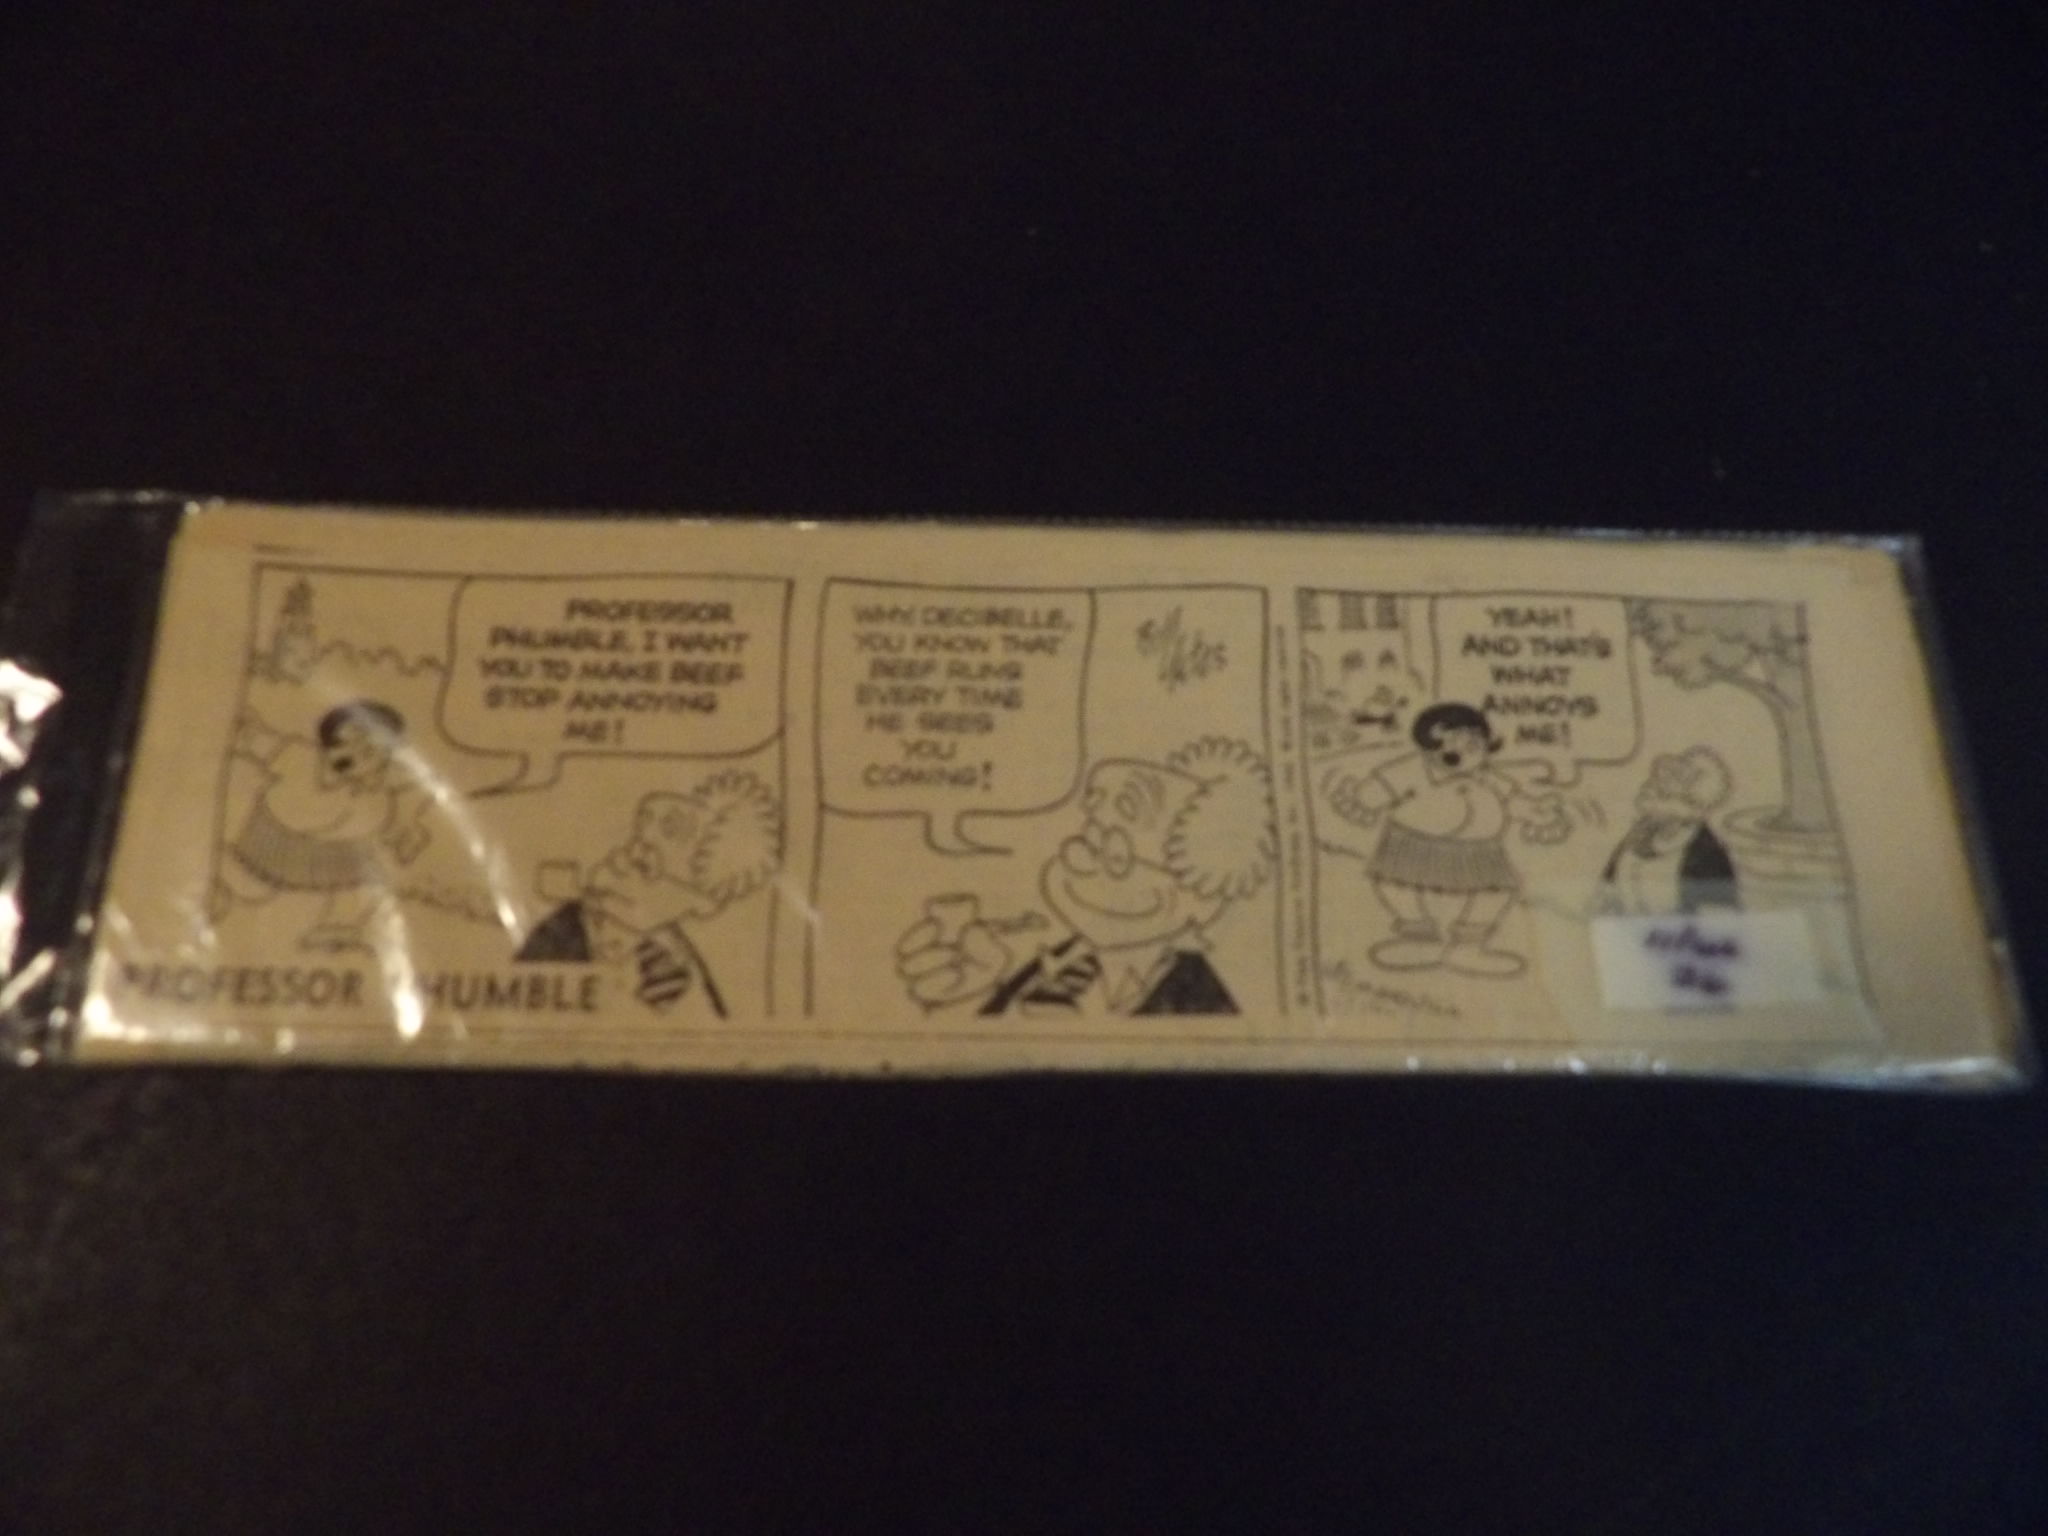 PROFESSOR
PHUMBLE, I WANT
YOU TO MAKE BEEF
STOP ANNOYING
ME!
WHY, DECIBELLE,
YOU KNOW THAT
BEEF RUNS
EVERY TIME
HE SEES
YOU
COMING!
YEAH!
AND THAT'S
WHAT
ANNOYS
ME!
PROFESSOR PHUMBLE